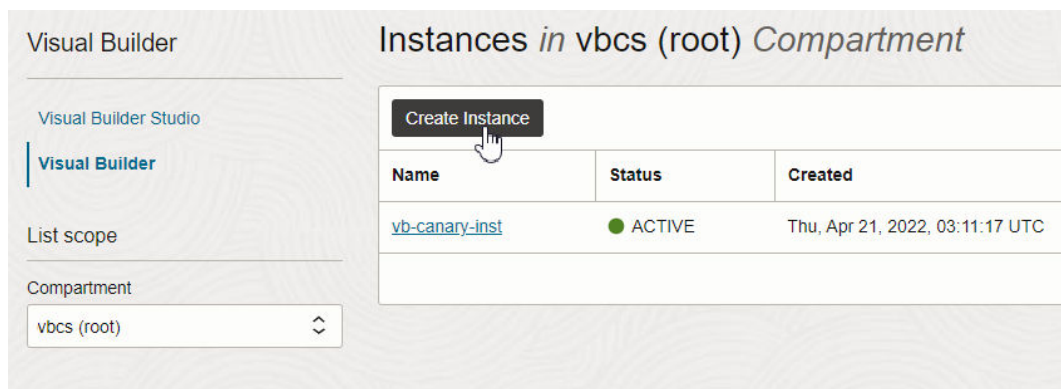 Visual Builder
Visual Builder Studio
Visual Builder
List scope
Compartment
vbcs (root)
Instances in vbcs (root) Compartment
Create Instance
Name Status Created
vb-canary-inst ACTIVE Thu, Apr 21, 2022, 03:11:17 UTC